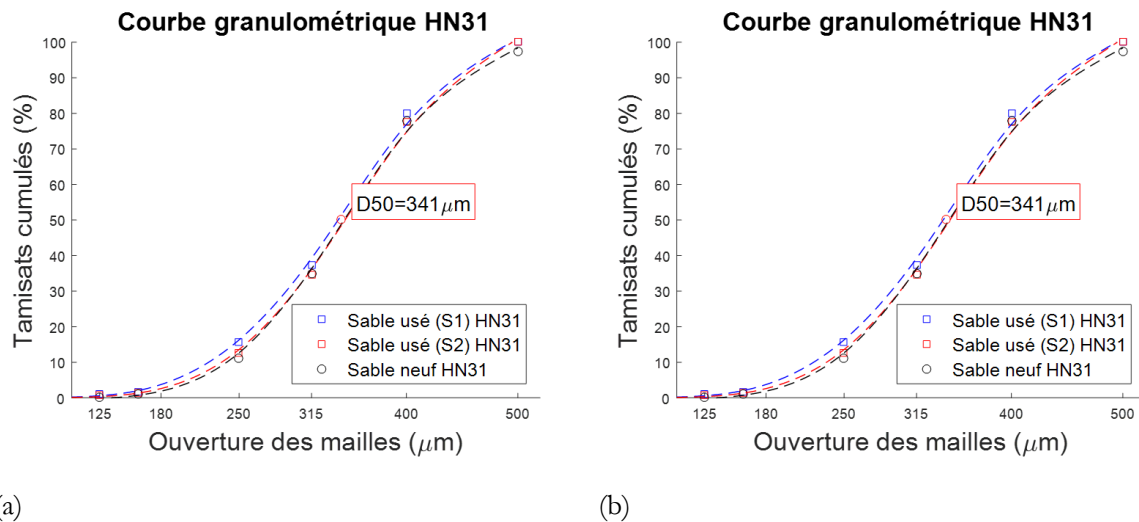 Courbe granulométrique HN31
100
90
80
70
60
50
40
30
20
10
0
Tamisats cumulés (%)
D50=341μm
Sable usé (S1) HN31
Sable usé (S2) HN31
Sable neuf HN31
125 180 250 315 400 500
Ouverture des mailles (μm)
(a)
Courbe granulométrique HN31
100
90
80
70
60
50
40
30
20
10
0
Tamisats cumulés (%)
D50=341μm
Sable usé (S1) HN31
Sable usé (S2) HN31
Sable neuf HN31
125 180 250 315 400 500
Ouverture des mailles (μm)
(b)